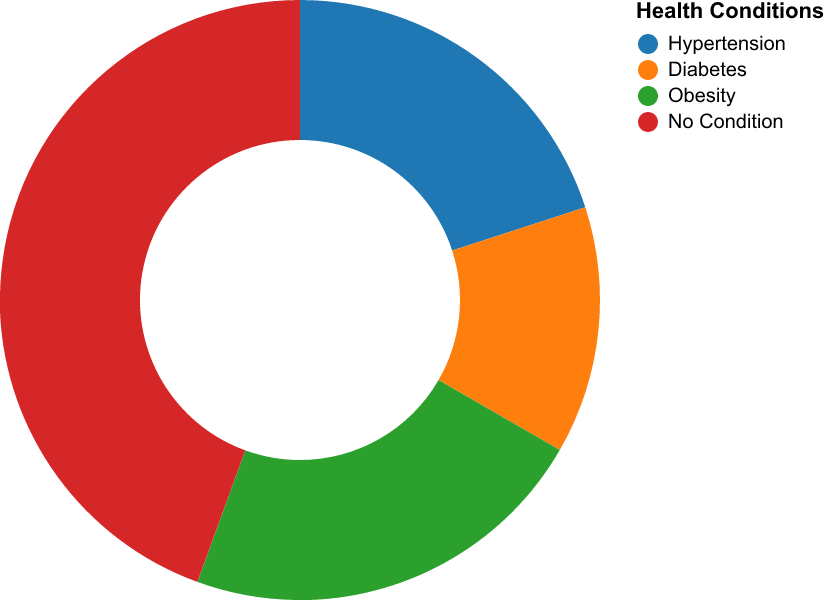 Health Conditions
Hypertension
Diabetes
Obesity
No Condition